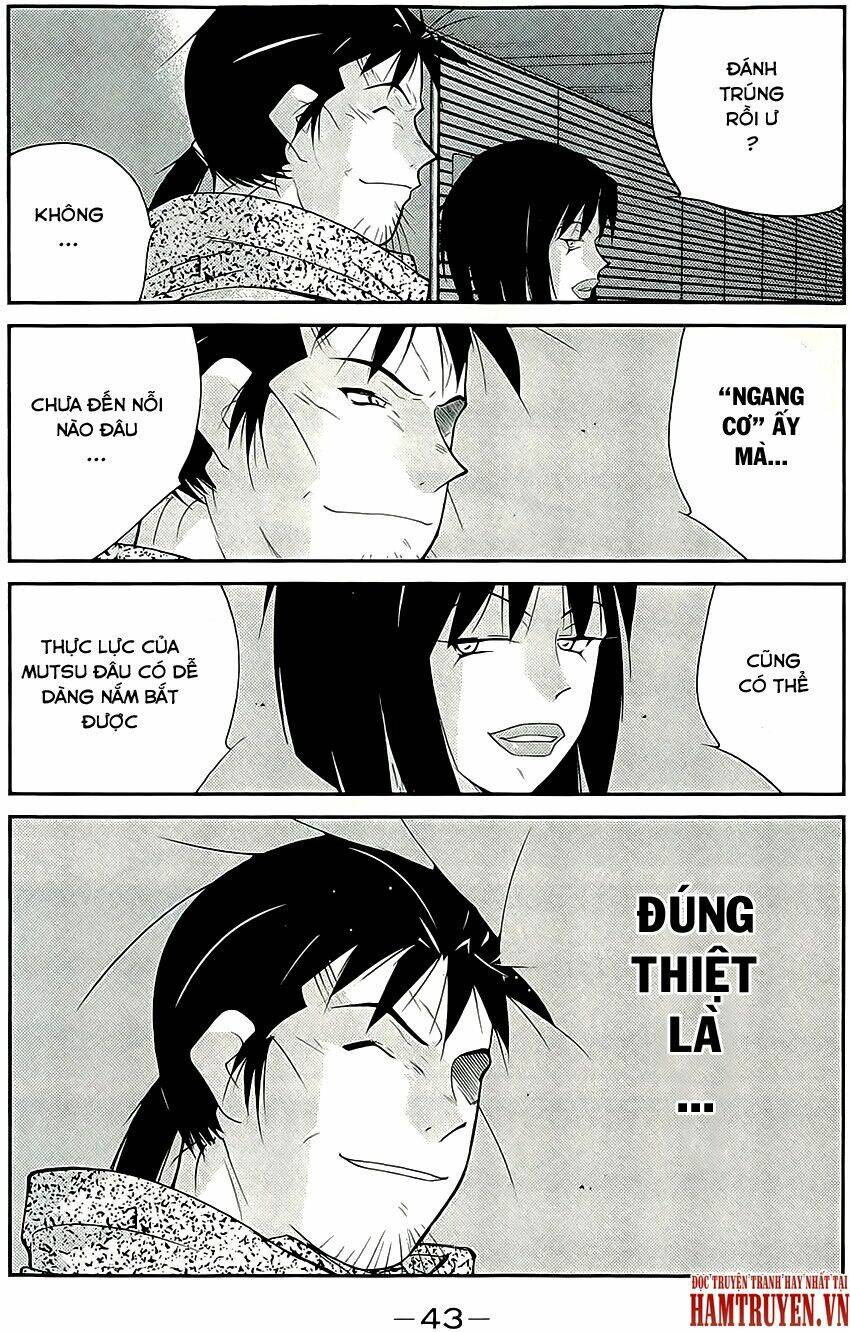 ĐÁNH
TRÚNG
RỒI Ư
?
KHÔNG
...
"NGANG
CƠ" ẤY
MÀ...
CHƯA ĐẾN NỖI
NÀO ĐÂU
...
CŨNG
CÓ THỂ
THỰC LỰC CỦA
MUTSU ĐÂU CÓ DỄ
DÀNG NẮM BẮT
ĐƯỢC
ĐÚNG
THIỆT
LÀ
...
-43-
ĐỌC TRUYỆN TRANH HAY NHẤT TẠI
HAMTRUYEN.VN